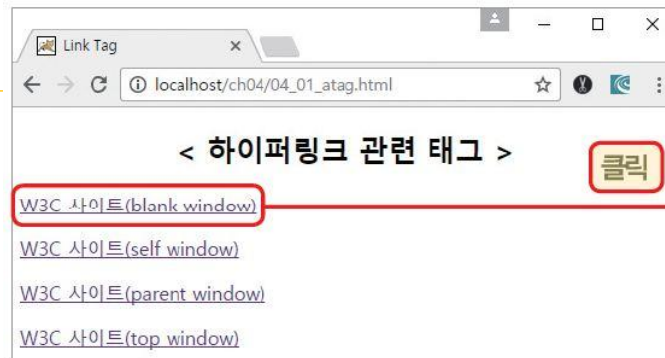 Link Tag
localhost/ch04/04_01_atag.html
< 하이퍼링크 관련 태그 >
클릭
W3C 사이트(blank window)
W3C 사이트(self window)
W3C 사이트(parent window)
W3C 사이트(top window)